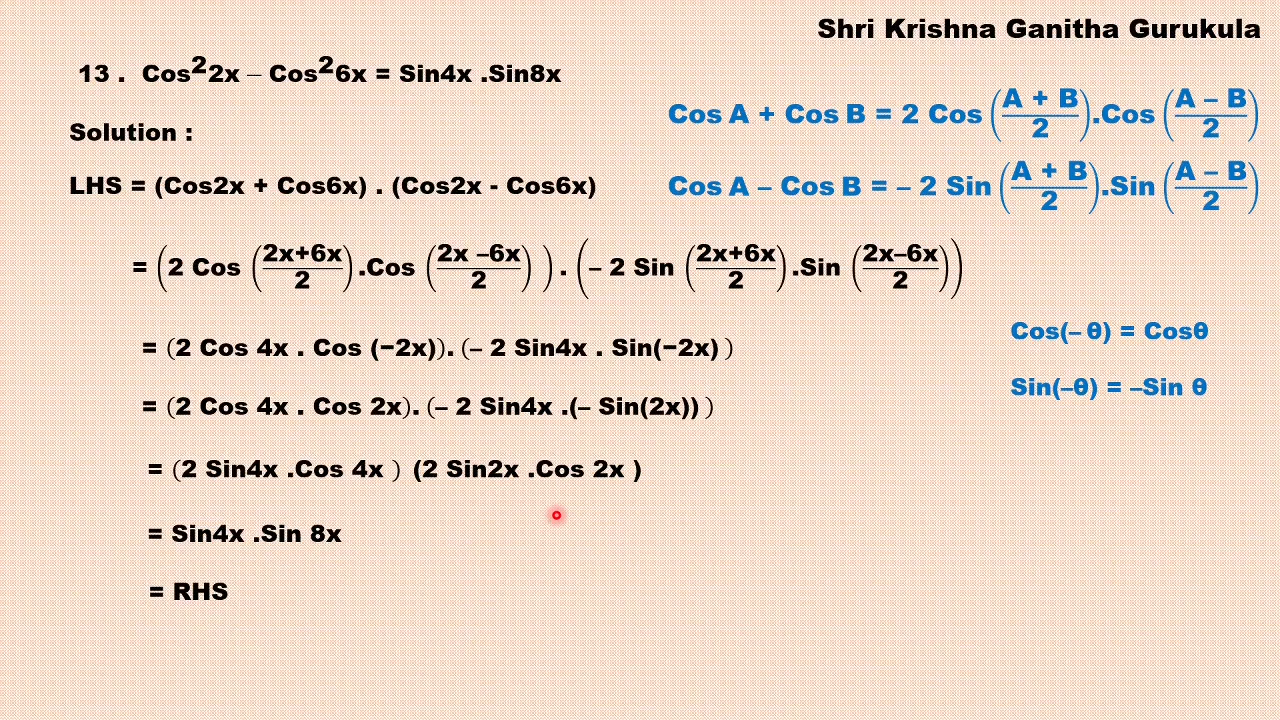 Shri Krishna Ganitha Gurukula
13 . Cos²2x – Cos²6x = Sin4x .Sin8x
Cos A + Cos B = 2 Cos ((A + B)/2).Cos ((A – B)/2)
Solution :
LHS = (Cos2x + Cos6x) . (Cos2x - Cos6x)
Cos A – Cos B = – 2 Sin ((A + B)/2).Sin ((A – B)/2)
= (2 Cos ((2x+6x)/2).Cos ((2x –6x)/2) ) . (– 2 Sin ((2x+6x)/2).Sin ((2x–6x)/2))
Cos(– θ) = Cosθ
= (2 Cos 4x . Cos (−2x)). (– 2 Sin4x . Sin(−2x) )
Sin(–θ) = –Sin θ
= (2 Cos 4x . Cos 2x). (– 2 Sin4x .(– Sin(2x)) )
= (2 Sin4x .Cos 4x ) (2 Sin2x .Cos 2x )
= Sin4x .Sin 8x
= RHS